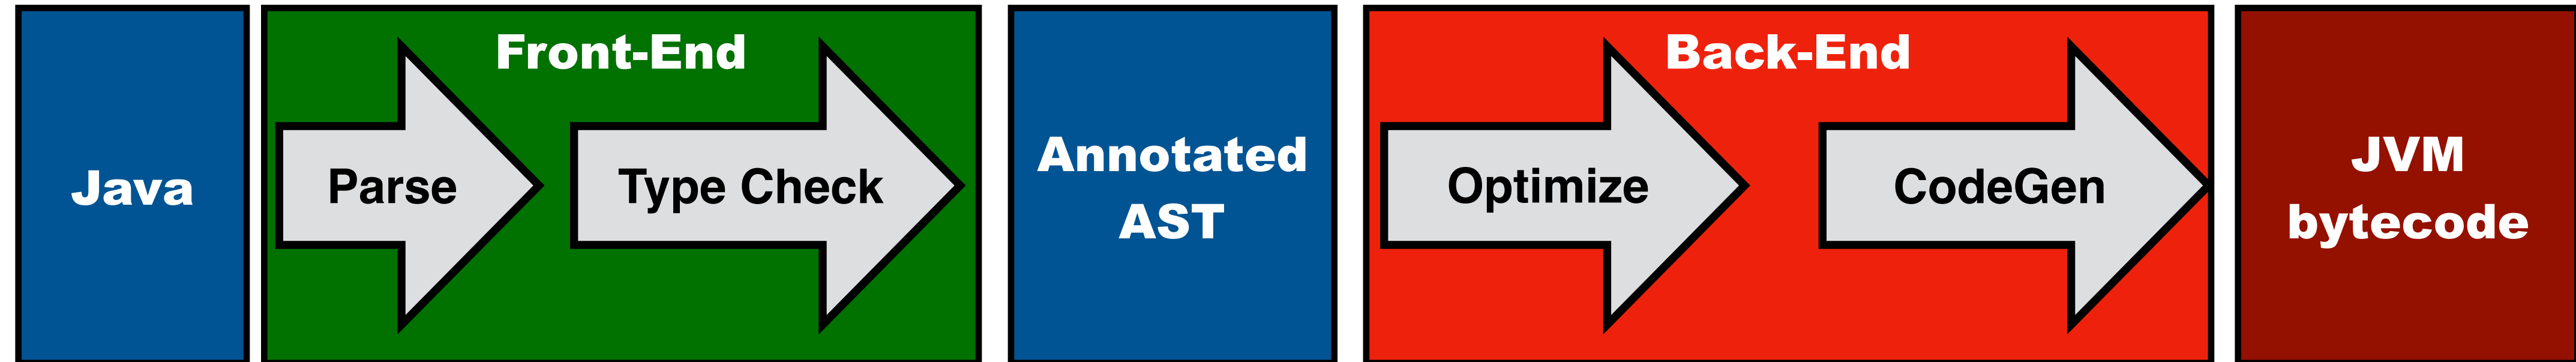 Java
Front-End
Parse
Type Check
Annotated
AST
Back-End
Optimize
CodeGen
JVM
bytecode